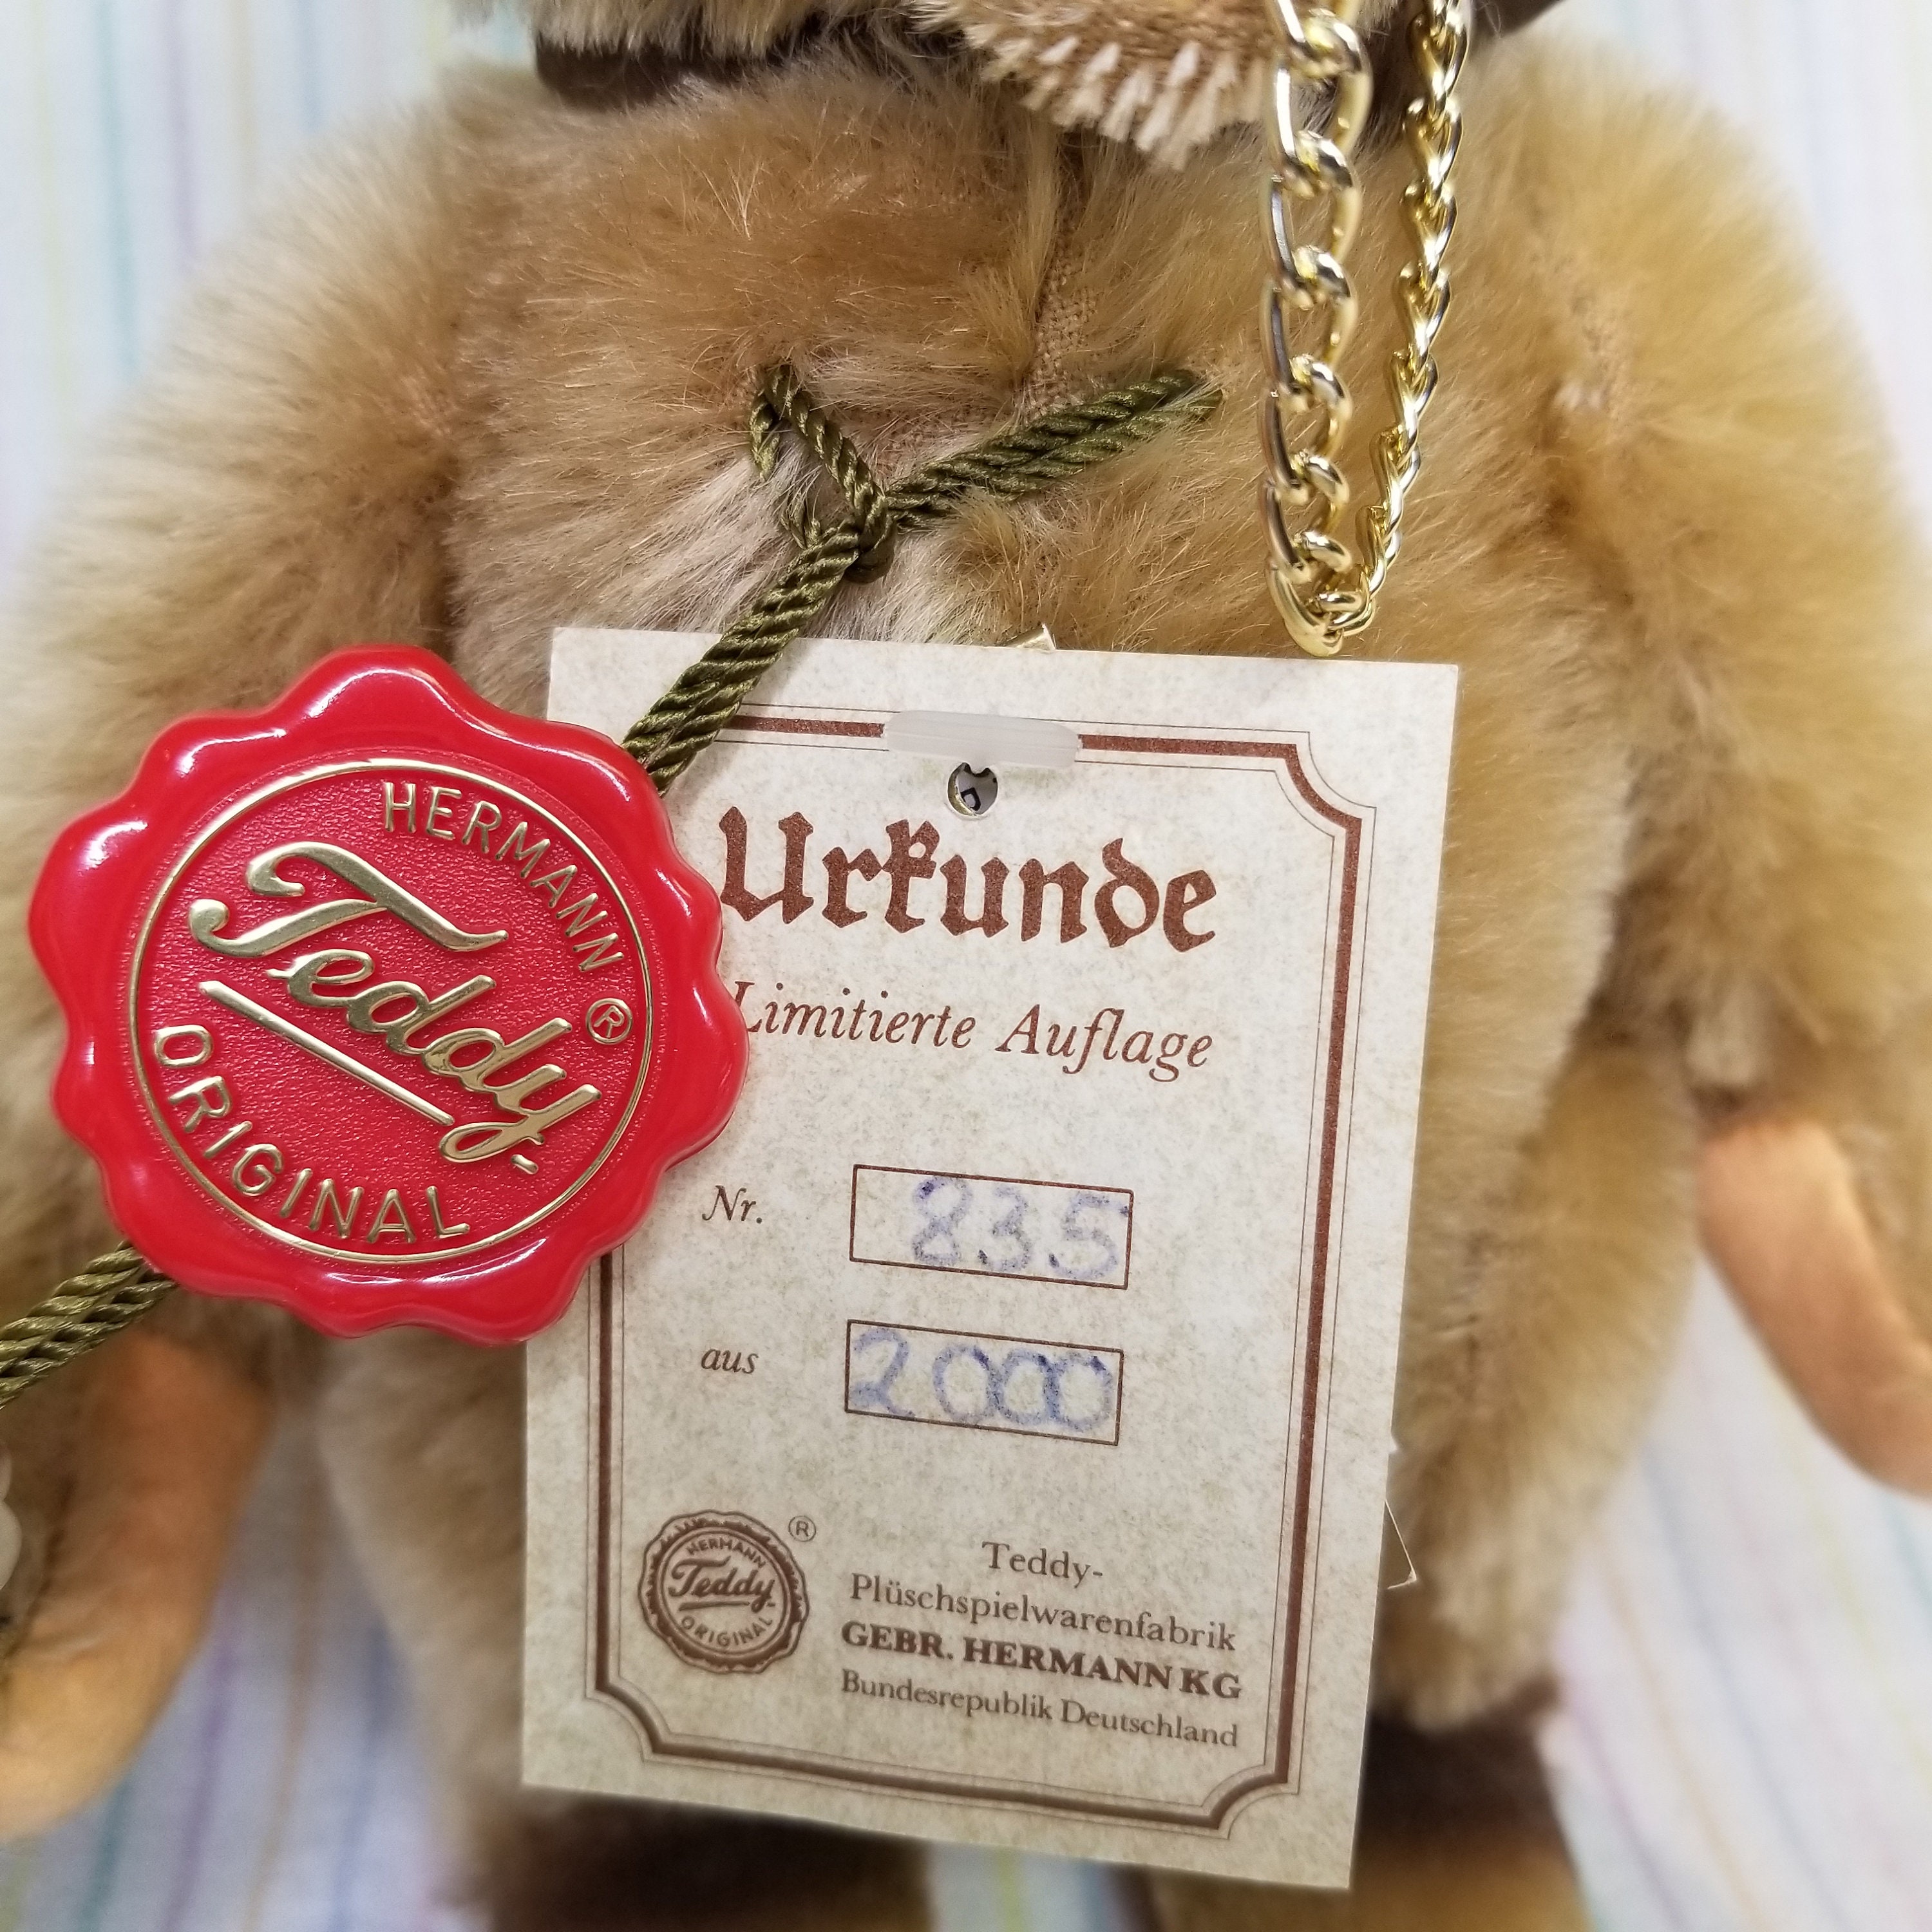 HERMANN
Teddy
®
ORIGINAL
Urkunde
Limitierte Auflage
Nr. 835
aus 2000
HERMANN
Teddy
ORIGINAL
®
Teddy-
Plüschspielwarenfabrik
GEBR. HERMANN KG
Bundesrepublik Deutschland